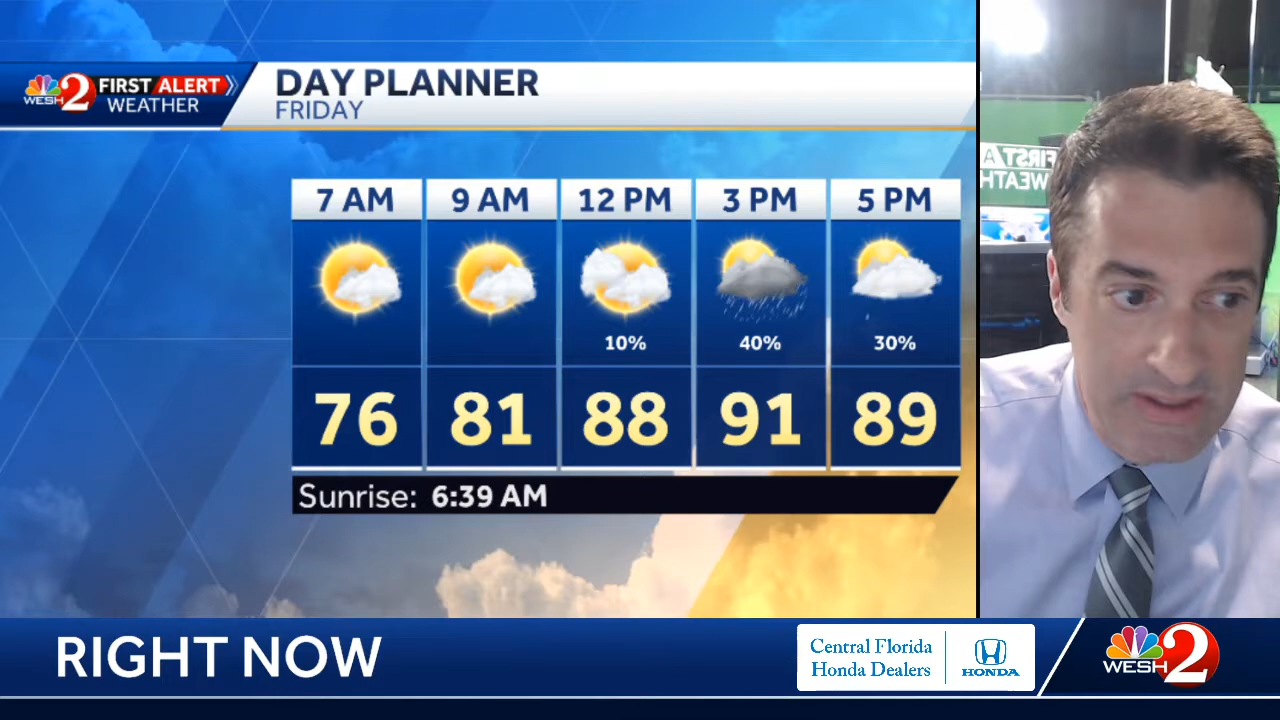 WESH 2 FIRST ALERT
WEATHER
DAY PLANNER
FRIDAY
7 AM 9 AM 12 PM 3 PM 5 PM
10% 40% 30%
76 81 88 91 89
Sunrise: 6:39 AM
FIRST A
WEATH
RIGHT NOW
Central Florida
Honda Dealers
HONDA
WESH 2